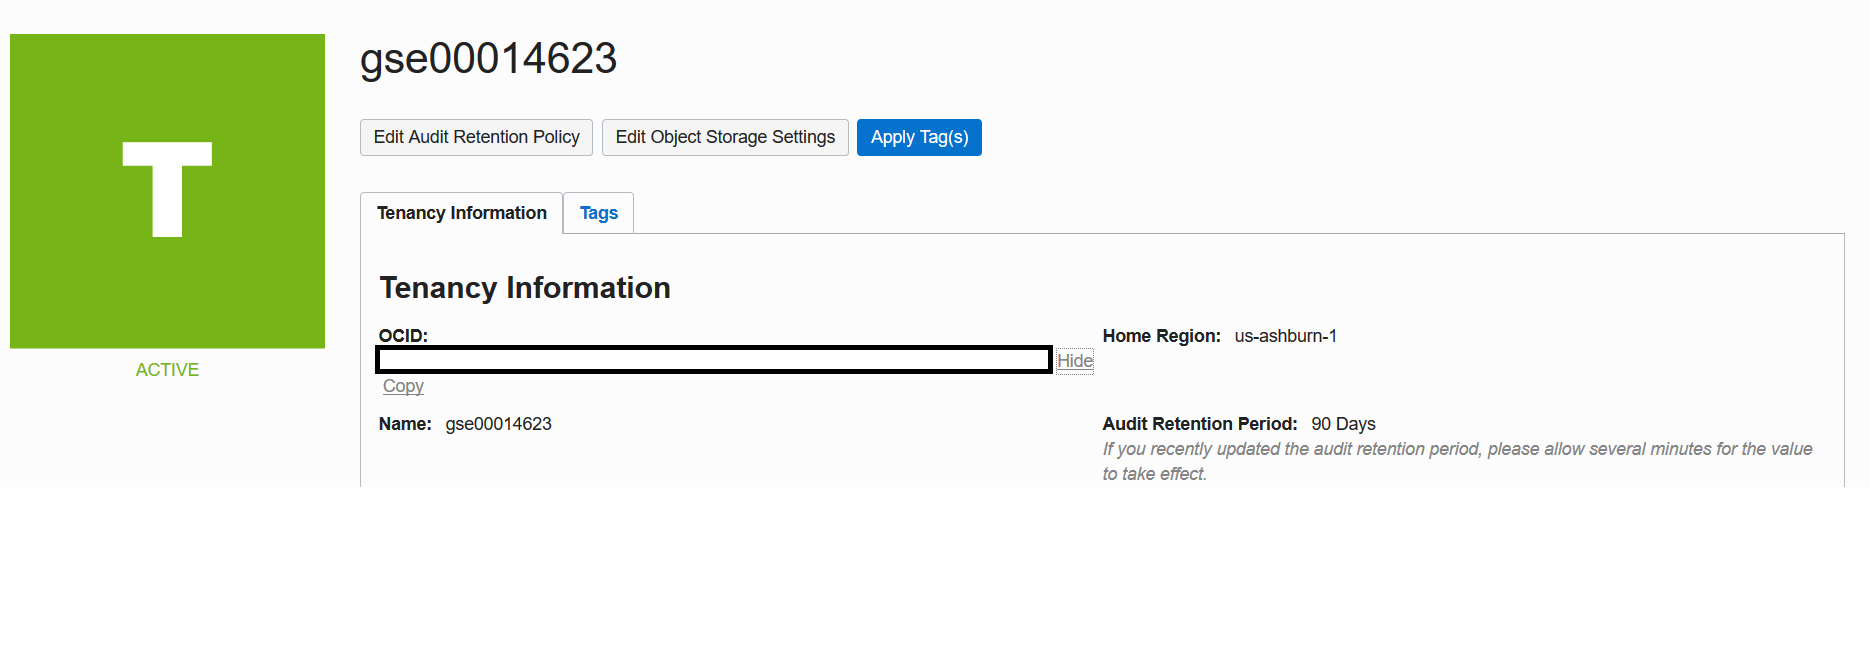 T
ACTIVE
gse00014623
Edit Audit Retention Policy Edit Object Storage Settings Apply Tag(s)
Tenancy Information Tags
Tenancy Information
OCID:
Hide
Copy
Name: gse00014623
Home Region: us-ashburn-1
Audit Retention Period: 90 Days
If you recently updated the audit retention period, please allow several minutes for the value
to take effect.